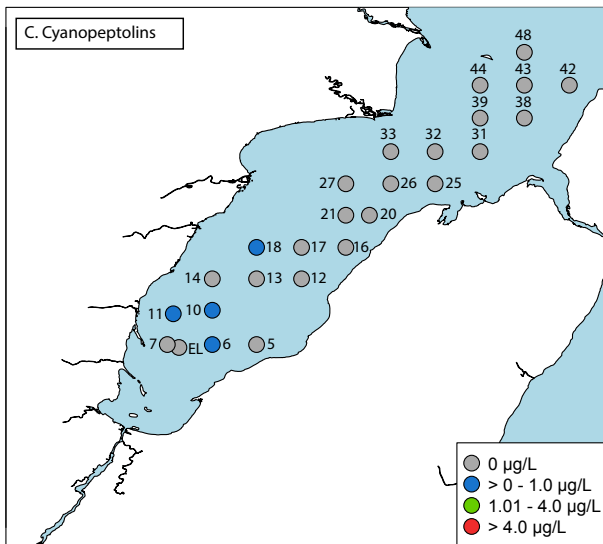 C. Cyanopeptolins
48
44 43 42
39 38
33 32 31
27 26 25
21 20
18 17 16
14 13 12
11 10
7 EL 6 5
0 µg/L
> 0 - 1.0 µg/L
1.01 - 4.0 µg/L
> 4.0 µg/L